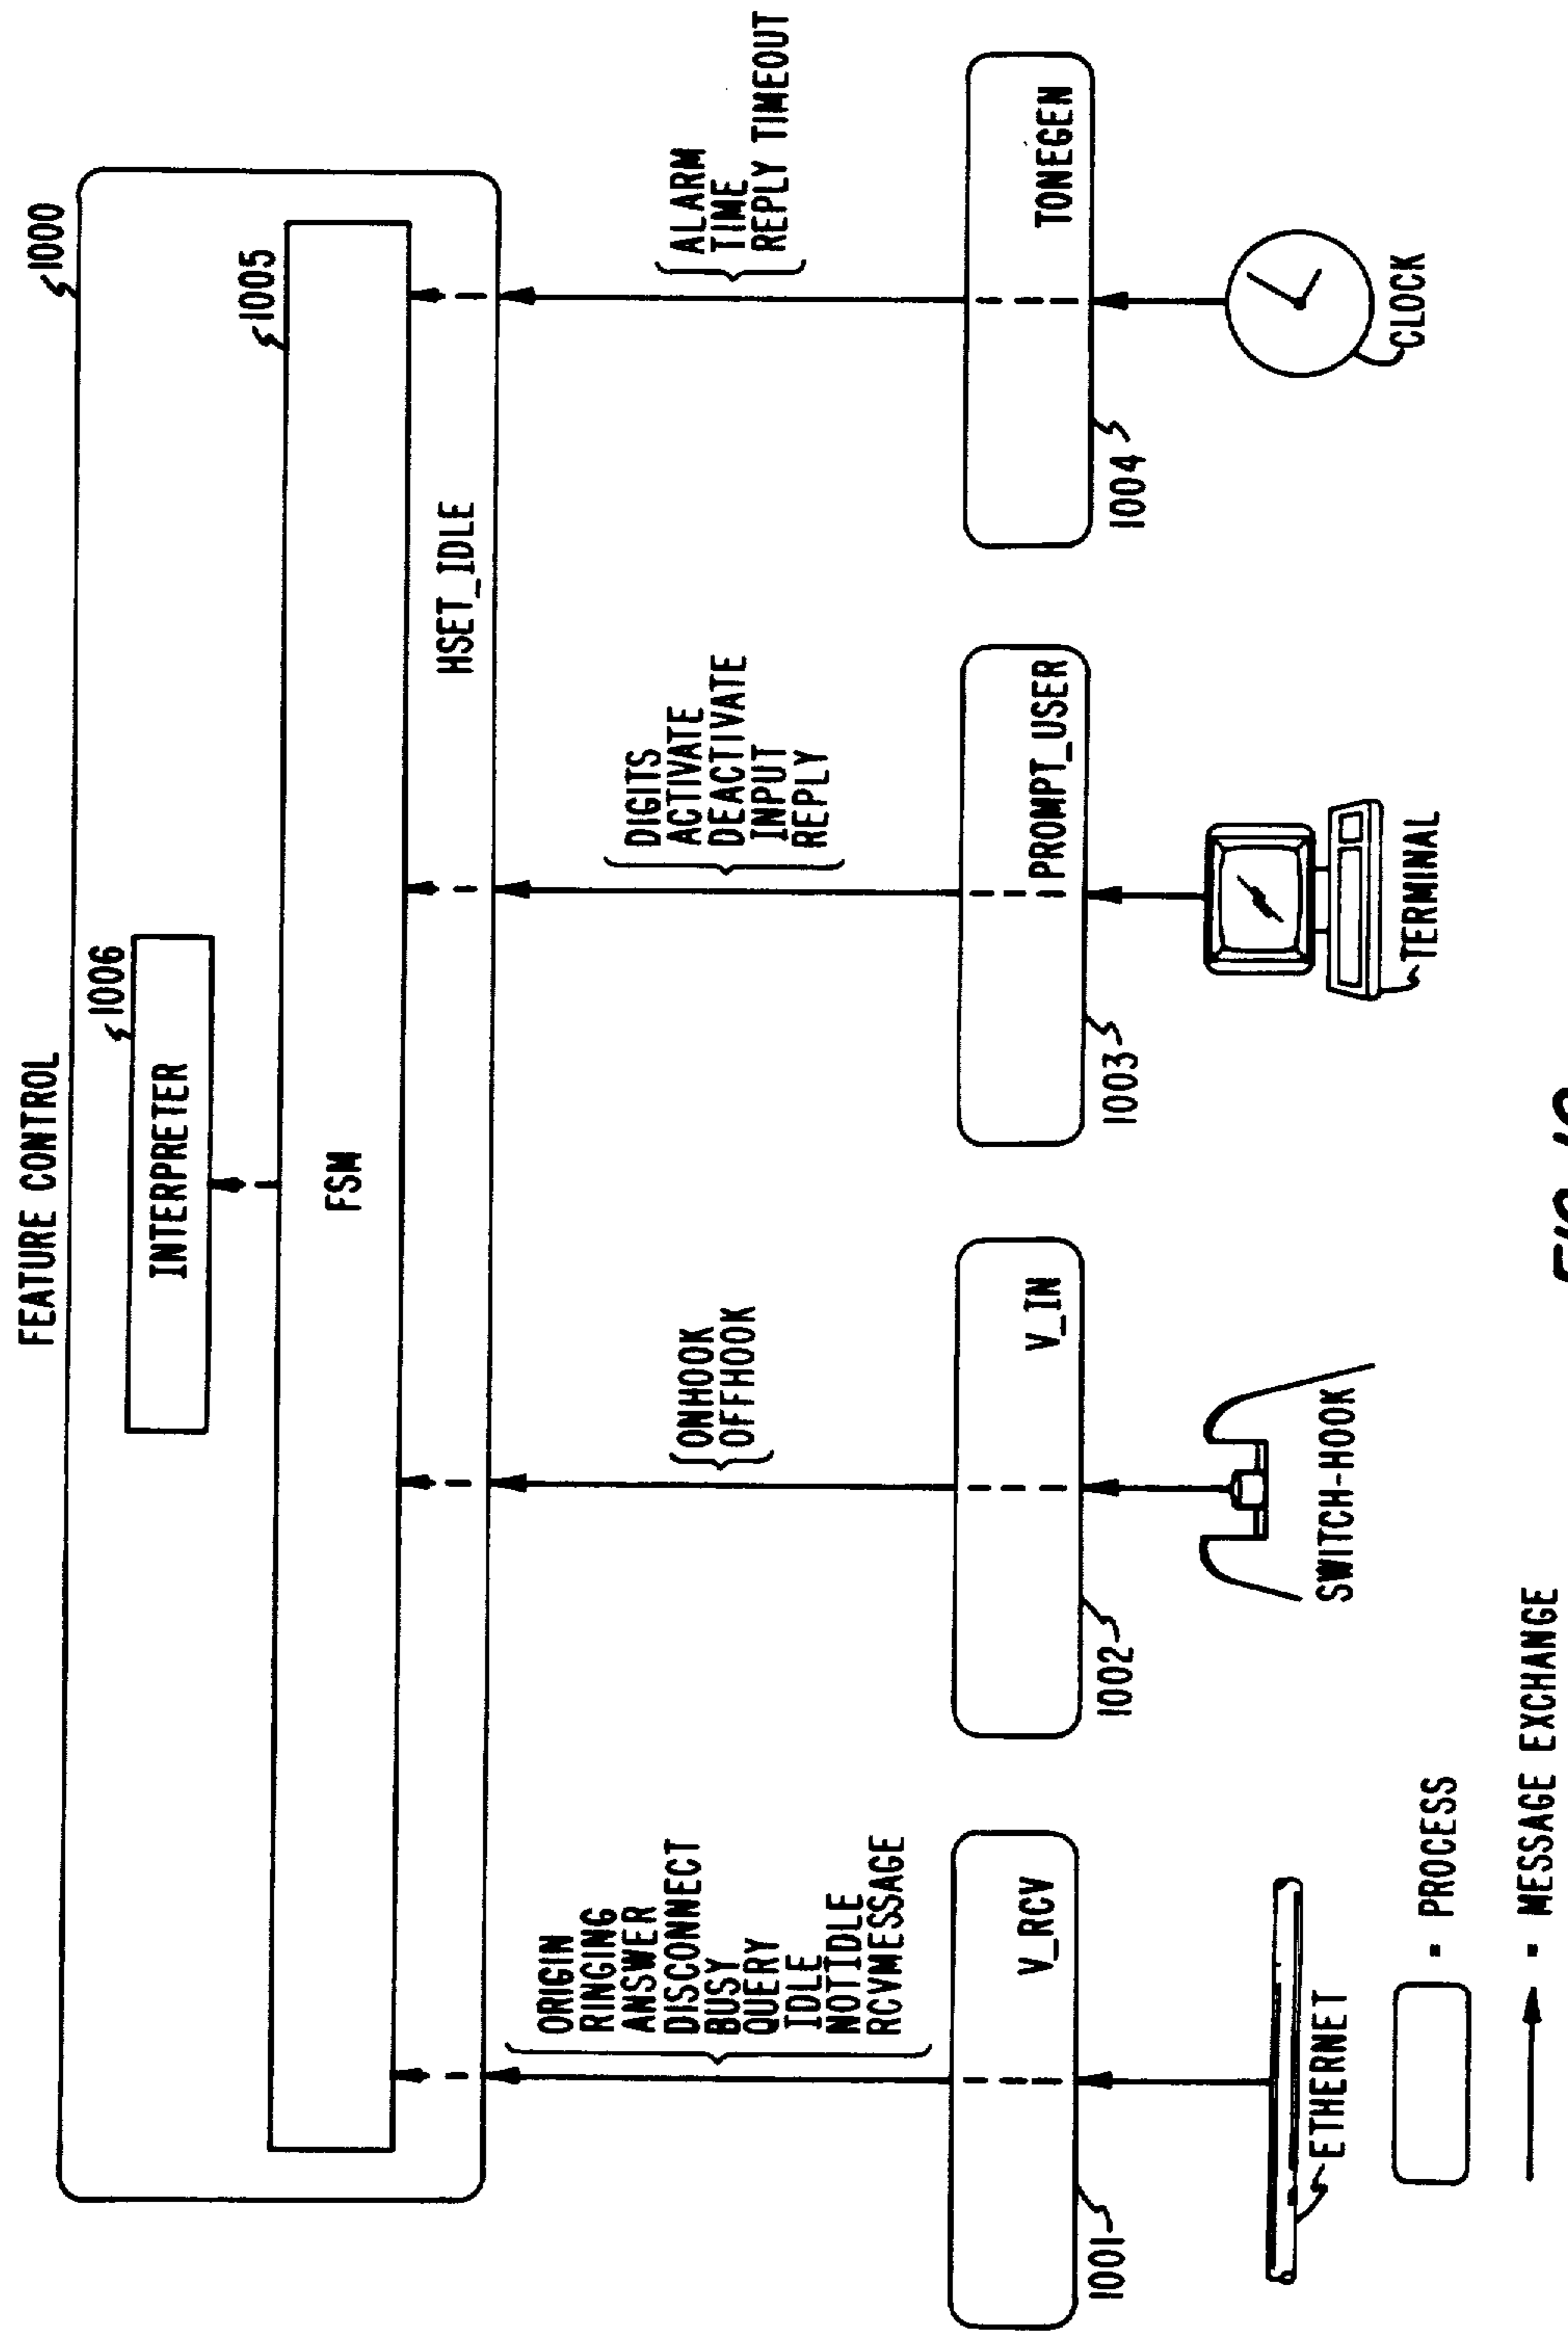 FEATURE CONTROL
1000
1006
INTERPRETER
1005
FSM
HSET_IDLE
ORIGIN
RINGING
ANSWER
DISCONNECT
BUSY
QUERY
IDLE
NOTIDLE
RCVMESSAGE
ONHOOK
OFFHOOK
DIGITS
ACTIVATE
DEACTIVATE
INPUT
REPLY
ALARM
TIME
REPLY TIMEOUT
V_RCV
1001
V_IN
1002
PROMPT_USER
1003
TONEGEN
1004
ETHERNET
SWITCH-HOOK
TERMINAL
CLOCK
= PROCESS
= MESSAGE EXCHANGE